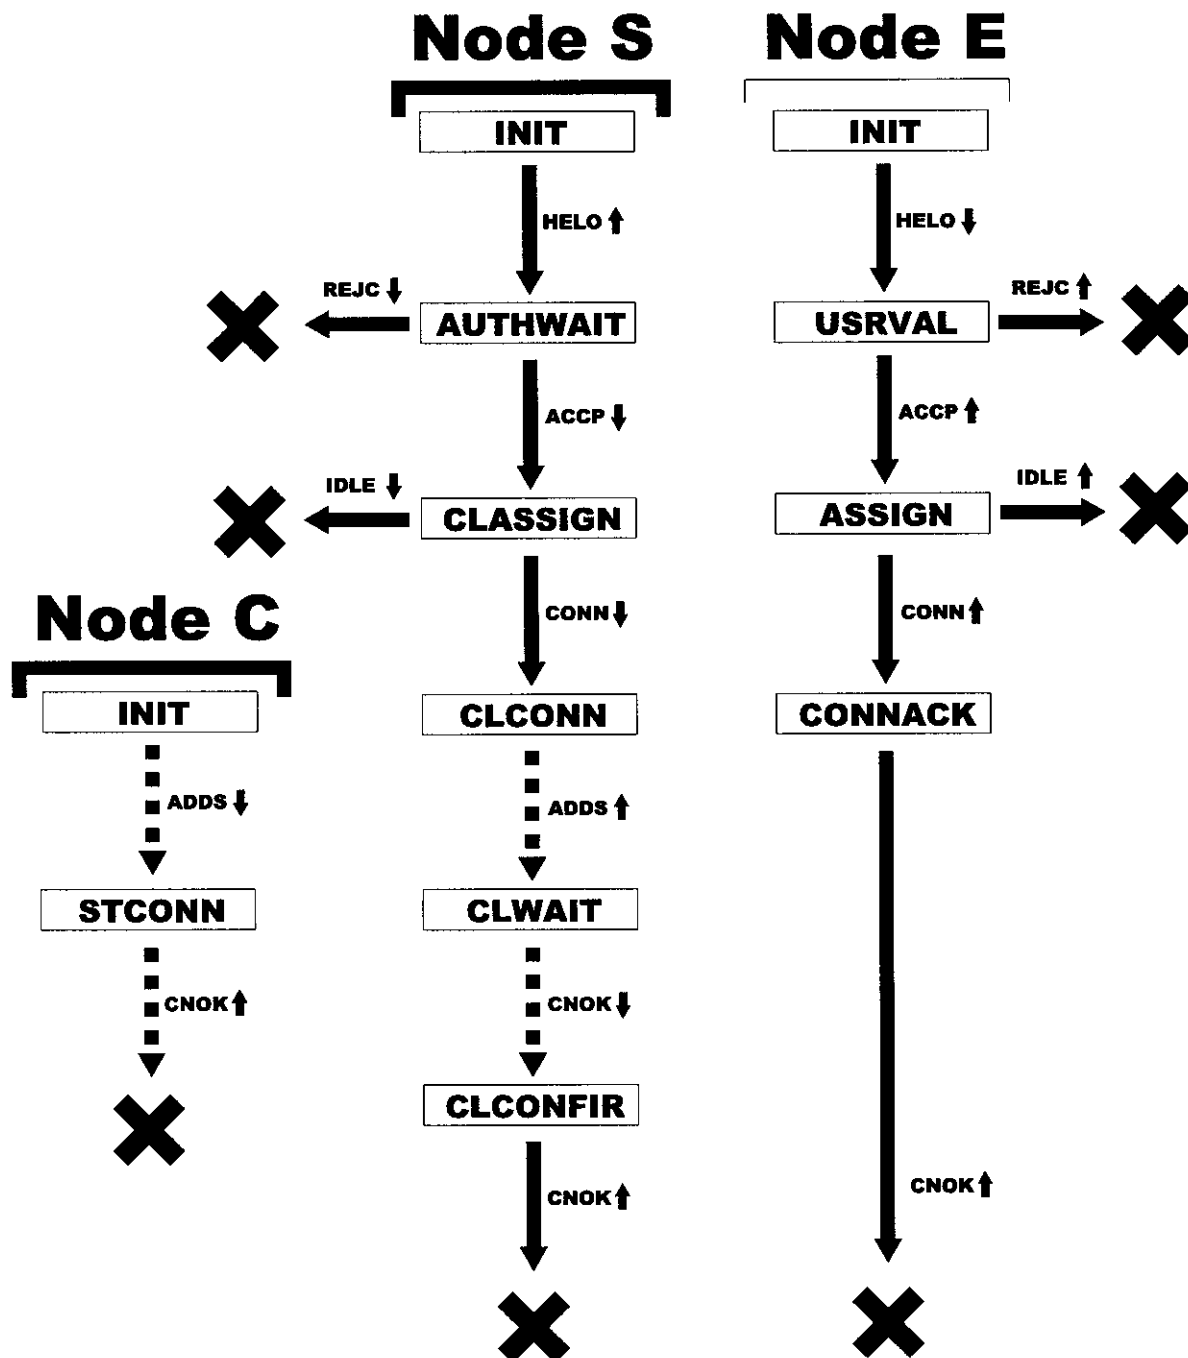 Node S
Node E
INIT
INIT
HELO
HELO
REJC
REJC
AUTHWAIT
USRVAL
ACCP
ACCP
IDLE
IDLE
CLASSIGN
ASSIGN
Node C
CONN
CONN
INIT
CLCONN
CONNACK
ADDS
ADDS
STCONN
CLWAIT
CNOK
CNOK
CLCONFIR
CNOK
CNOK